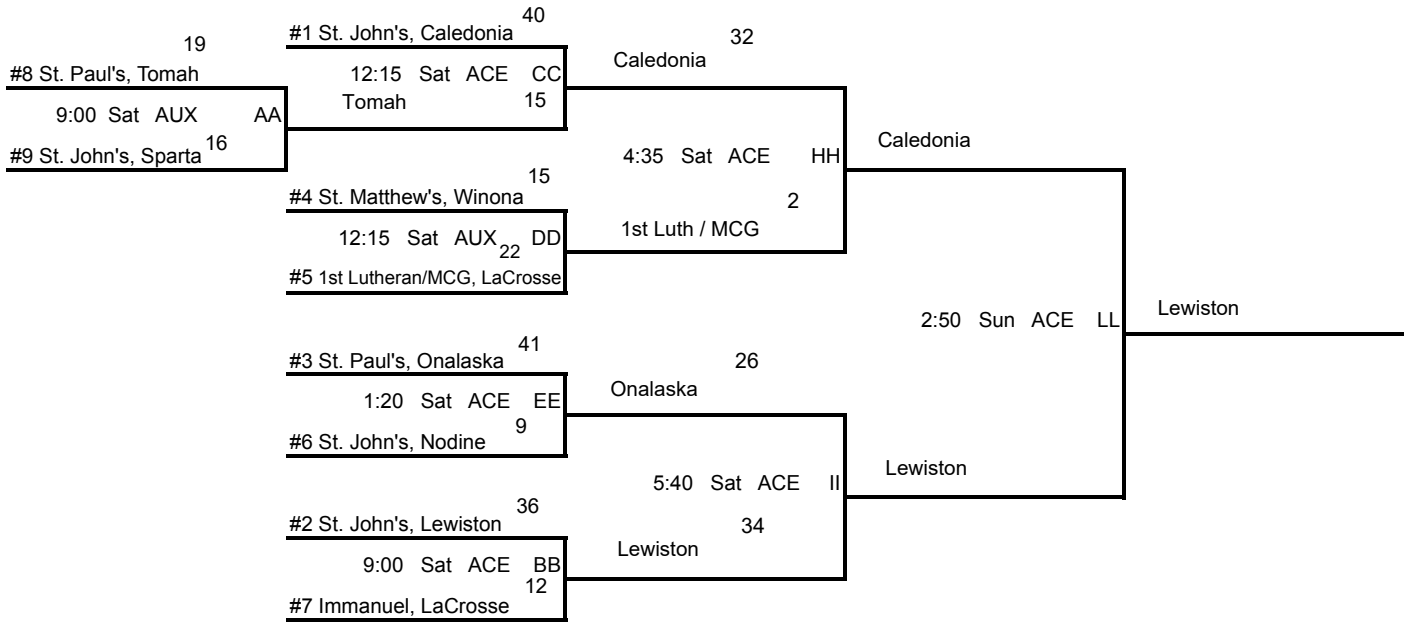 40
#1 St. John's, Caledonia
32
19
Caledonia
#8 St. Paul's, Tomah
12:15 Sat ACE CC
Tomah 15
9:00 Sat AUX AA
16
#9 St. John's, Sparta
Caledonia
4:35 Sat ACE HH
15
#4 St. Matthew's, Winona
2
1st Luth / MCG
12:15 Sat AUX 22 DD
#5 1st Lutheran/MCG, LaCrosse
2:50 Sun ACE LL
Lewiston
41
#3 St. Paul's, Onalaska
26
Onalaska
1:20 Sat ACE EE
9
#6 St. John's, Nodine
Lewiston
5:40 Sat ACE II
36
#2 St. John's, Lewiston
34
Lewiston
9:00 Sat ACE BB
12
#7 Immanuel, LaCrosse